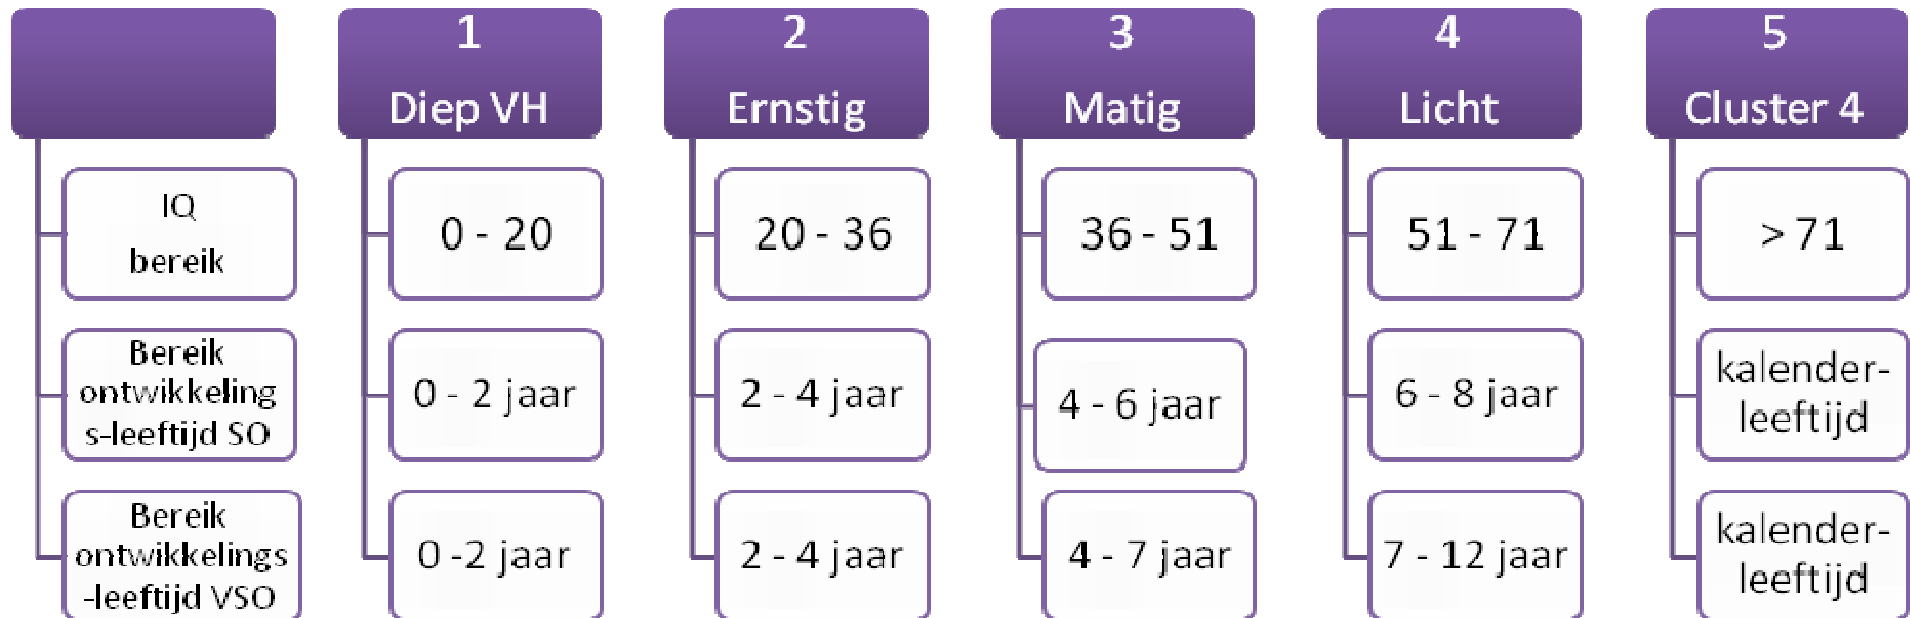 1
Diep VH
2
Ernstig
3
Matig
4
Licht
5
Cluster 4
IQ
bereik
0 - 20
20 - 36
36 - 51
51 - 71
> 71
Bereik
ontwikkeling
s-leeftijd SO
0 - 2 jaar
2 - 4 jaar
4 - 6 jaar
6 - 8 jaar
kalender-
leeftijd
Bereik
ontwikkelings
-leeftijd VSO
0 -2 jaar
2 - 4 jaar
4 - 7 jaar
7 - 12 jaar
kalender-
leeftijd